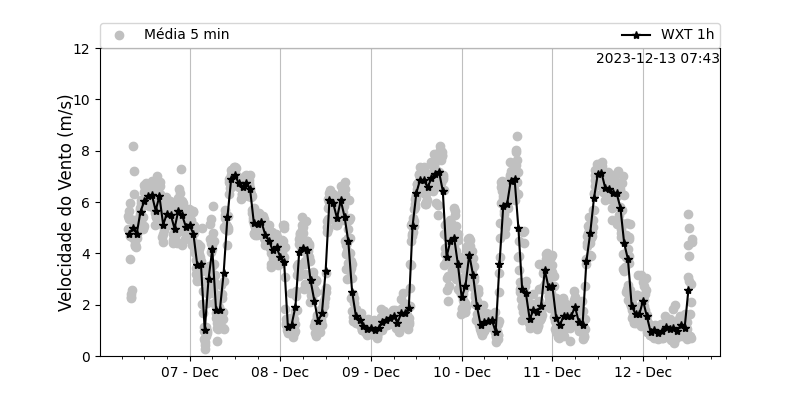 Média 5 min WXT 1h
2023-12-13 07:43
Velocidade do Vento (m/s)
12
10
8
6
4
2
0
07 - Dec 08 - Dec 09 - Dec 10 - Dec 11 - Dec 12 - Dec